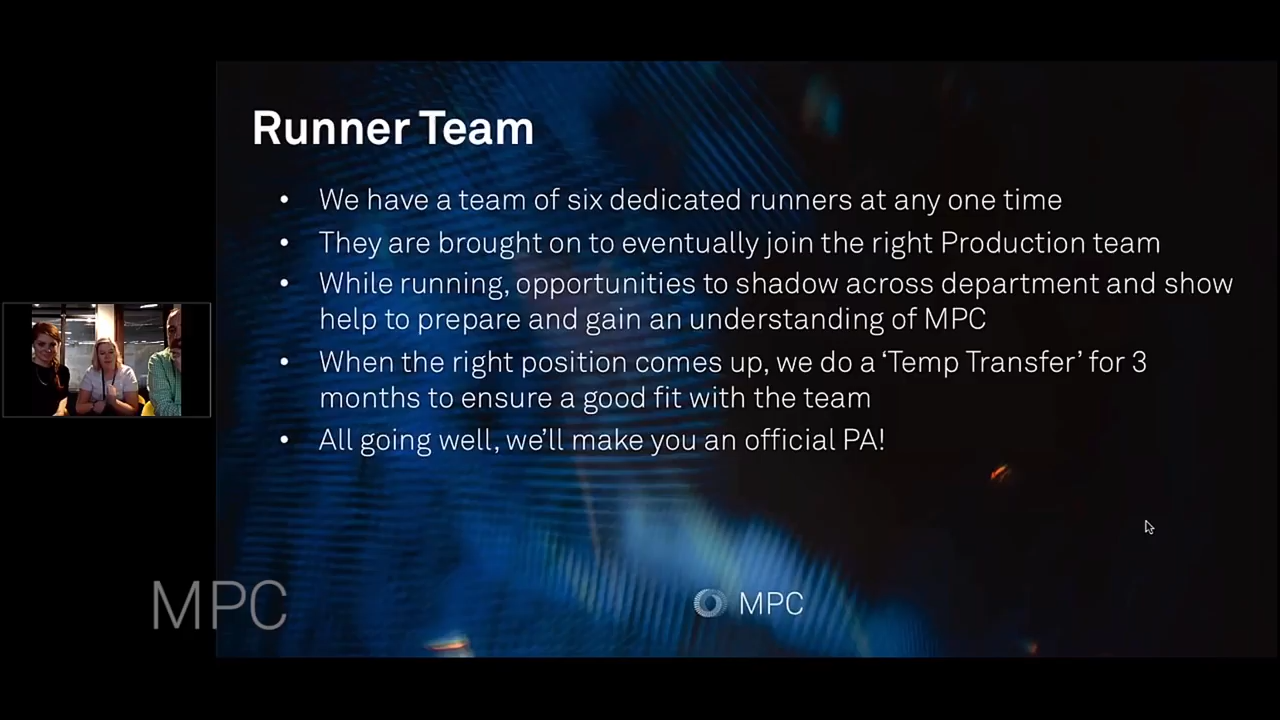 Runner Team
• We have a team of six dedicated runners at any one time
• They are brought on to eventually join the right Production team
• While running, opportunities to shadow across department and show
help to prepare and gain an understanding of MPC
• When the right position comes up, we do a ‘Temp Transfer’ for 3
months to ensure a good fit with the team
• All going well, we’ll make you an official PA!
MPC
MPC